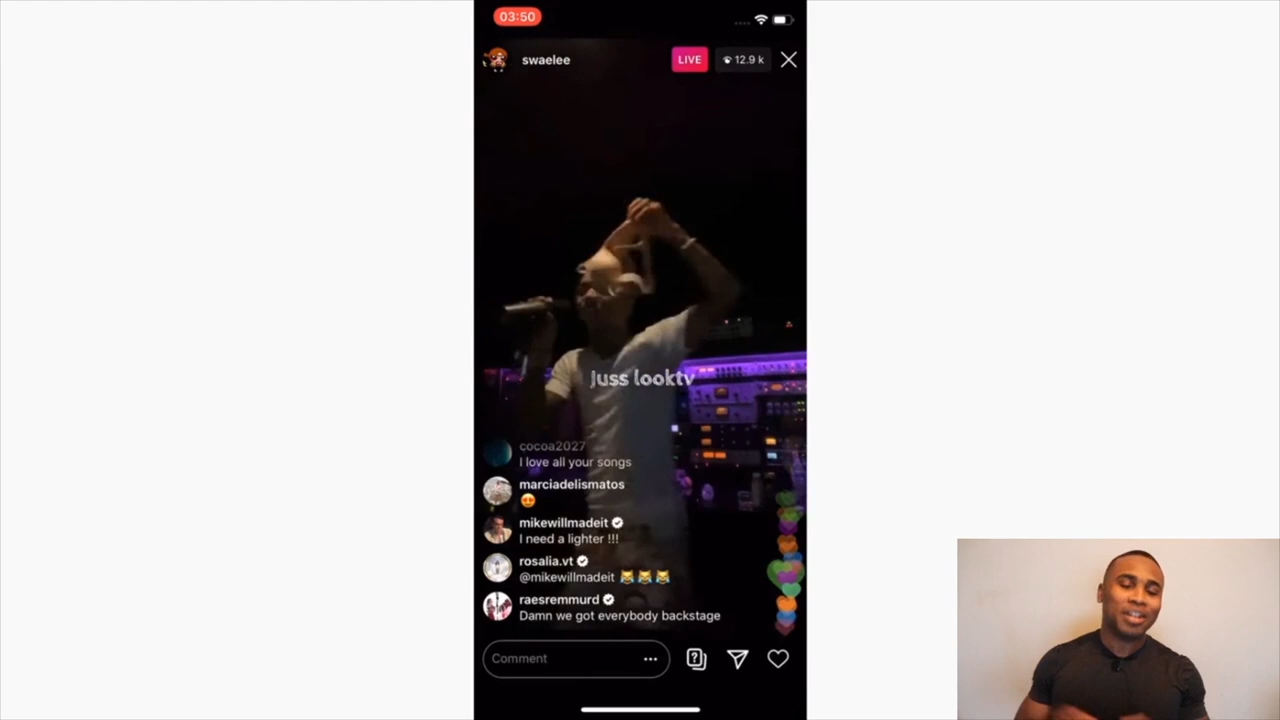 03:50
swaelee
LIVE
12.9 k
Juss looktv
cocoa2027
I love all your songs
marciadelismatos
😍
mikewillmadeit
I need a lighter !!!
rosalia.vt
@mikewillmadeit 😹😹😹
raesremmurd
Damn we got everybody backstage
Comment